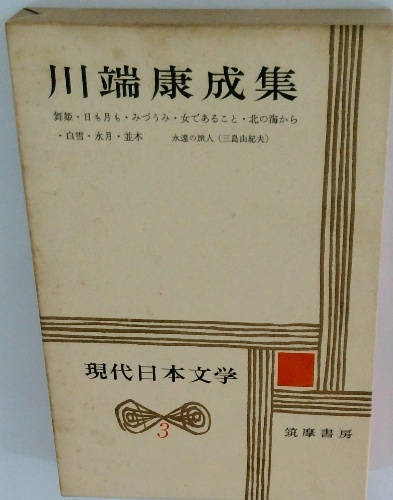 川端康成集
舞姫・日も月も・みづうみ・女であること・北の海から
・白雪・水月・並木　永遠の旅人（三島由紀夫）
現代日本文学
3
筑摩書房